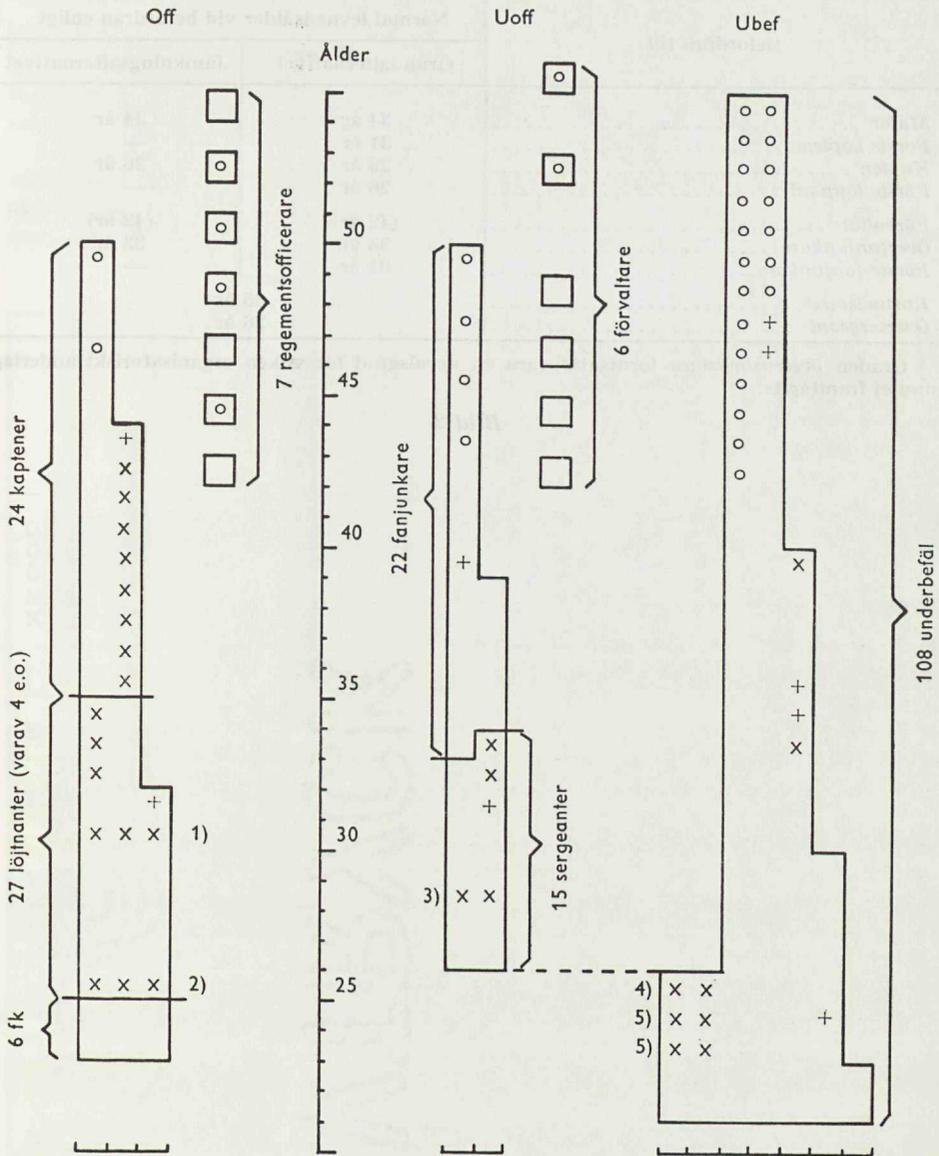 Off
Uoff
Ubef
Ålder
50
45
40
35
30
25
24 kaptener
27 löjtnanter (varav 4 e.o.)
6 fk
7 regementsofficerare
22 fanjunkare
15 sergeanter
6 förvaltare
108 underbefäl
1)
2)
3)
4)
5)
5)